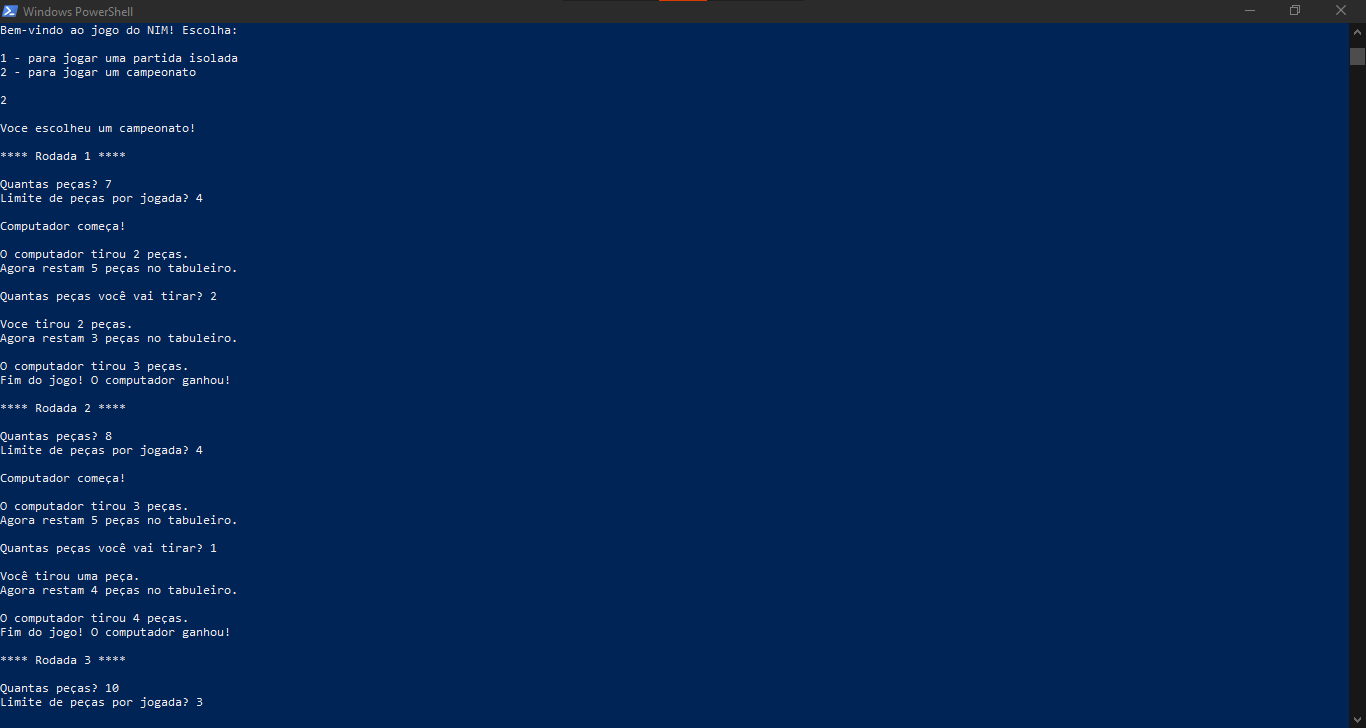 Windows PowerShell
Bem-vindo ao jogo do NIM! Escolha:
1 - para jogar uma partida isolada
2 - para jogar um campeonato
2
Voce escolheu um campeonato!
**** Rodada 1 ****
Quantas peças? 7
Limite de peças por jogada? 4
Computador começa!
O computador tirou 2 peças.
Agora restam 5 peças no tabuleiro.
Quantas peças você vai tirar? 2
Voce tirou 2 peças.
Agora restam 3 peças no tabuleiro.
O computador tirou 3 peças.
Fim do jogo! O computador ganhou!
**** Rodada 2 ****
Quantas peças? 8
Limite de peças por jogada? 4
Computador começa!
O computador tirou 3 peças.
Agora restam 5 peças no tabuleiro.
Quantas peças você vai tirar? 1
Você tirou uma peça.
Agora restam 4 peças no tabuleiro.
O computador tirou 4 peças.
Fim do jogo! O computador ganhou!
**** Rodada 3 ****
Quantas peças? 10
Limite de peças por jogada? 3